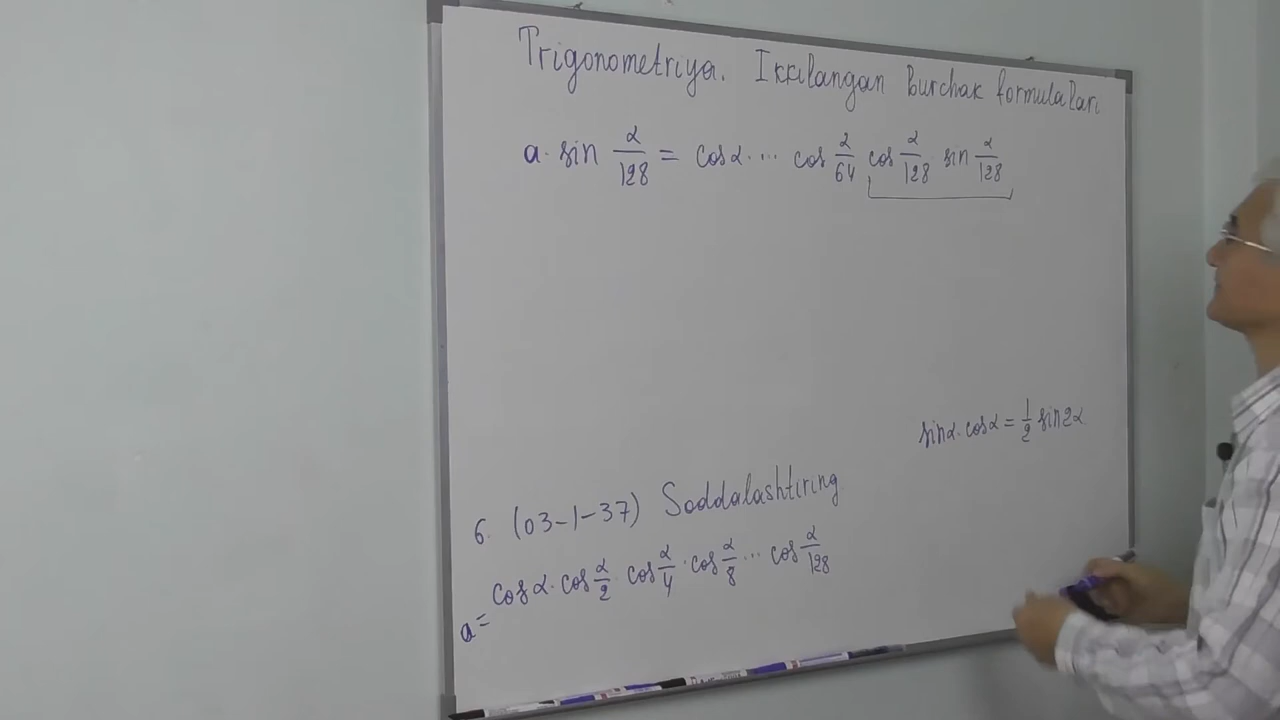 Trigonometriya. Ikkilangan burchak formulalari
a · sin α/128 = cos α · ... cos α/64 cos α/128 sin α/128
sin α · cos α = 1/2 sin 2α
6. (03-1-37) Soddalashtiring
a = cos α · cos α/2 · cos α/4 · cos α/8 ... cos α/128